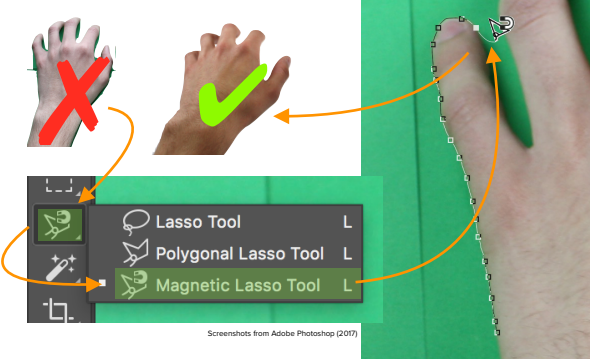 Lasso Tool L
Polygonal Lasso Tool L
Magnetic Lasso Tool L
Screenshots from Adobe Photoshop (2017)